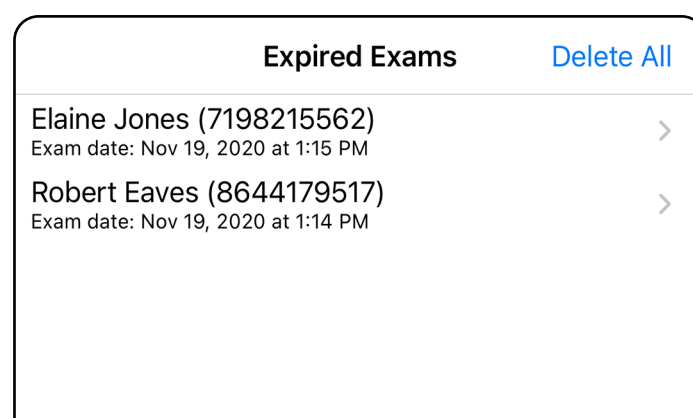 Expired Exams
Delete All
Elaine Jones (7198215562)
Exam date: Nov 19, 2020 at 1:15 PM
Robert Eaves (8644179517)
Exam date: Nov 19, 2020 at 1:14 PM